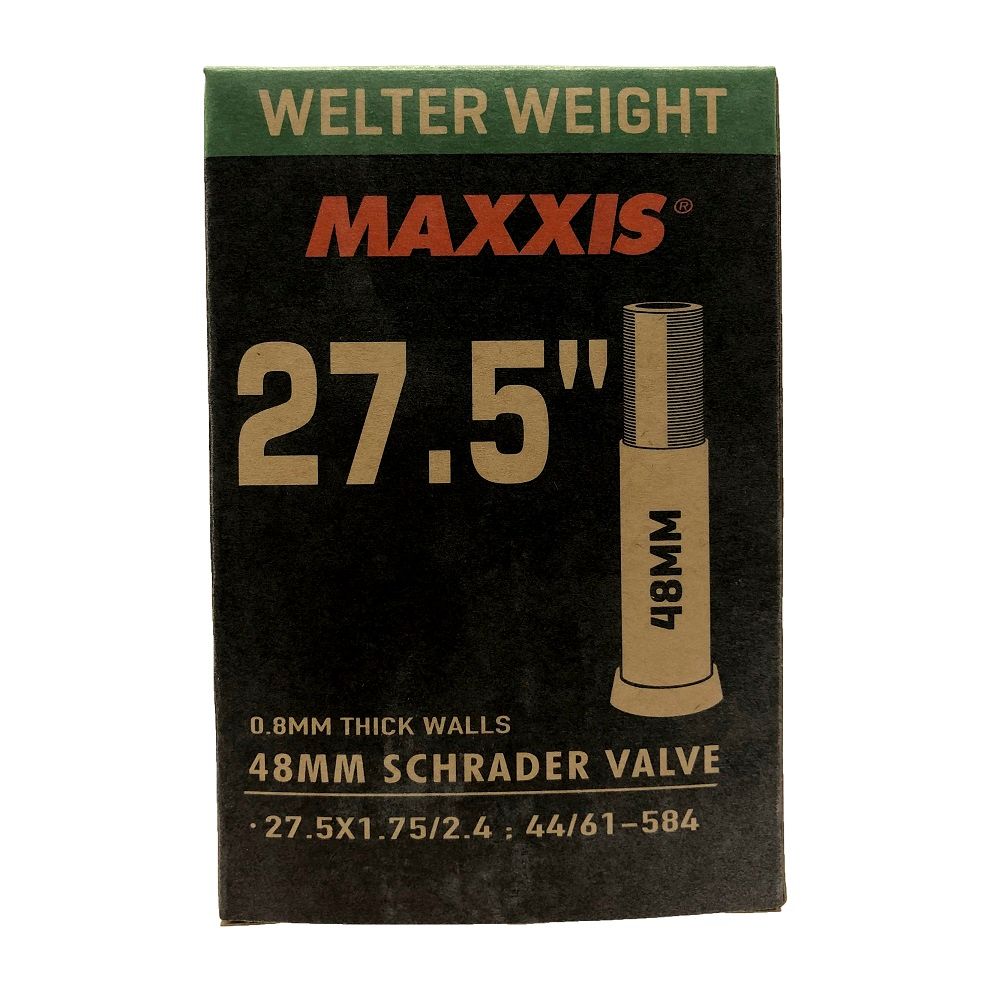 WELTER WEIGHT
MAXXIS®
27.5"
48MM
0.8MM THICK WALLS
48MM SCHRADER VALVE
· 27.5X1.75/2.4 ; 44/61-584